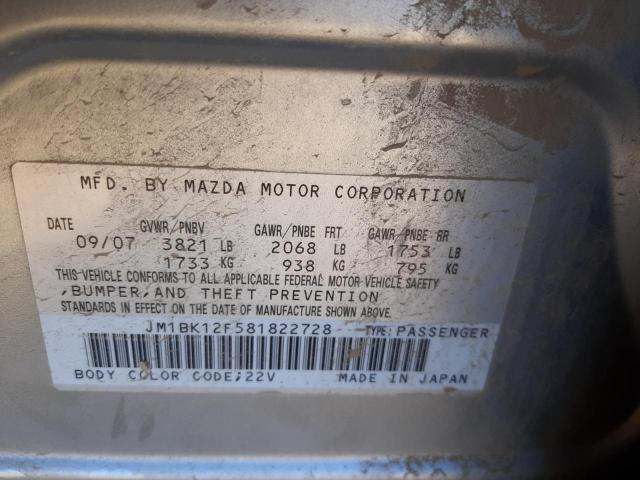 MFD. BY MAZDA MOTOR CORPORATION
DATE GVWR/PNBV GAWR/PNBE FRT GAWR/PNBE RR
09/07 3821 LB 2068 LB 1753 LB
1733 KG 938 KG 795 KG
THIS VEHICLE CONFORMS TO ALL APPLICABLE FEDERAL MOTOR VEHICLE SAFETY
,BUMPER,AND THEFT PREVENTION
STANDARDS IN EFFECT ON THE DATE OF MANUFACTURE SHOWN ABOVE.
JM1BK12F581822728 TYPE: PASSENGER
BODY COLOR CODE;22V MADE IN JAPAN